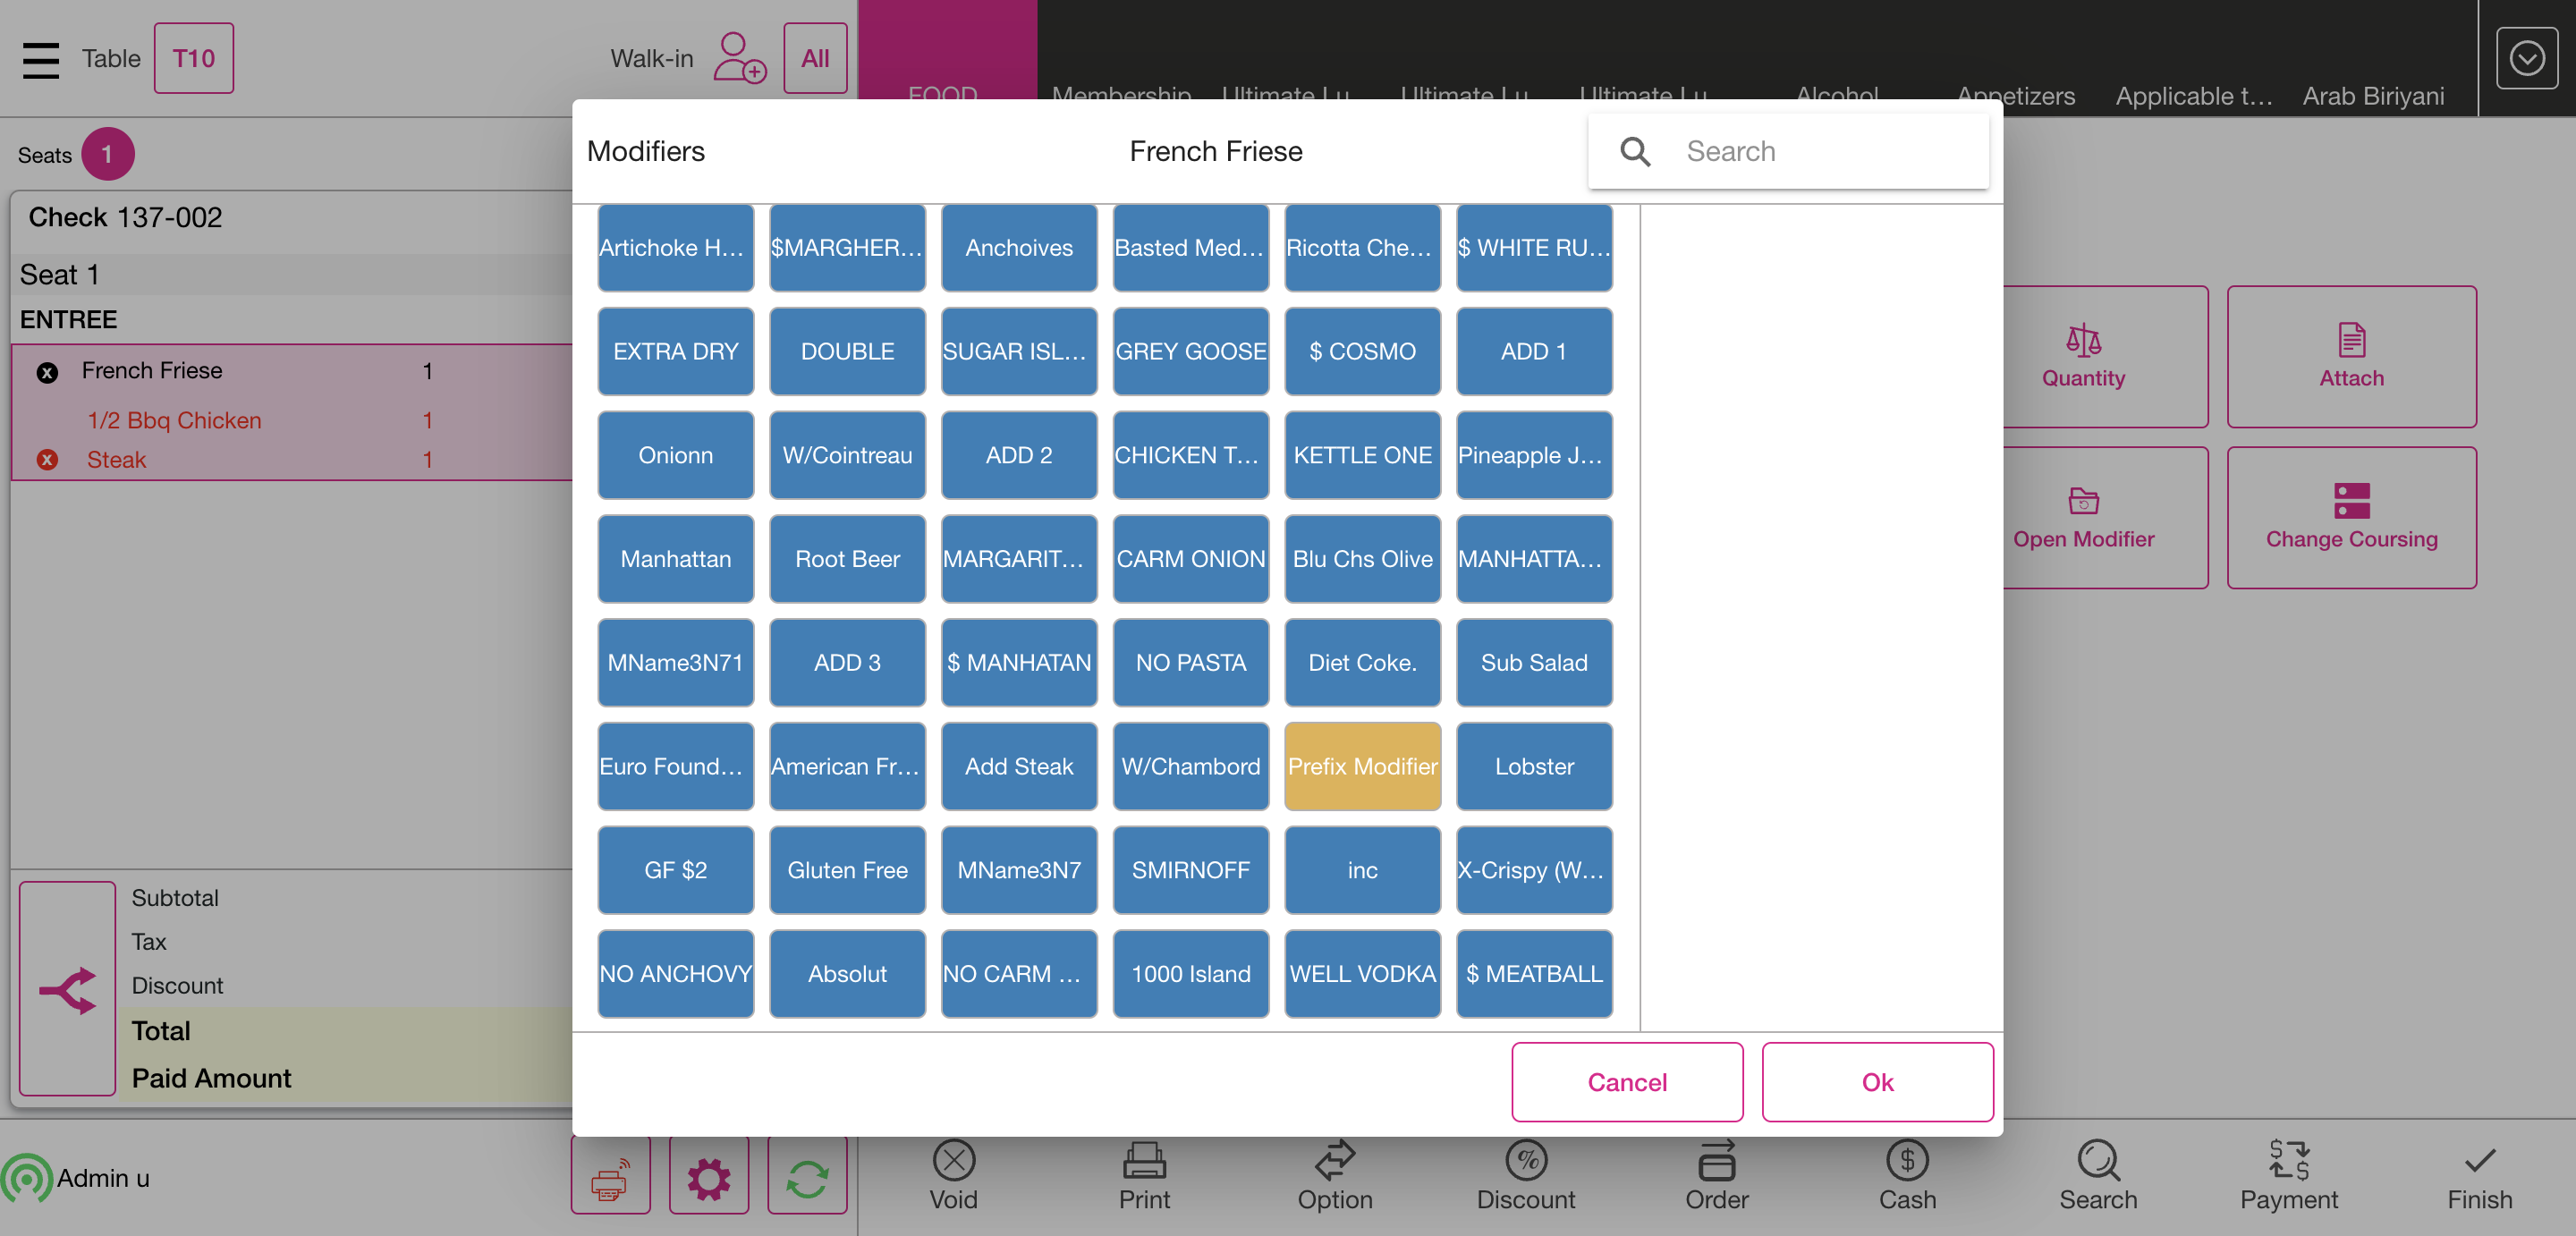 Table T10 Walk-in All
FOOD Membership Ultimate Lu Ultimate Lu Ultimate Lu Alcohol Appetizers Applicable t... Arab Biriyani
Seats 1
Check 137-002
Seat 1
ENTREE
French Friese 1
1/2 Bbq Chicken 1
Steak 1
Subtotal
Tax
Discount
Total
Paid Amount
Admin u
Modifiers French Friese Search
Artichoke H... $MARGHER... Anchoives Basted Med... Ricotta Che... $ WHITE RU...
EXTRA DRY DOUBLE SUGAR ISL... GREY GOOSE $ COSMO ADD 1
Onionn W/Cointreau ADD 2 CHICKEN T... KETTLE ONE Pineapple J...
Manhattan Root Beer MARGARIT... CARM ONION Blu Chs Olive MANHATTA...
MName3N71 ADD 3 $ MANHATAN NO PASTA Diet Coke. Sub Salad
Euro Found... American Fr... Add Steak W/Chambord Prefix Modifier Lobster
GF $2 Gluten Free MName3N7 SMIRNOFF inc X-Crispy (W...
NO ANCHOVY Absolut NO CARM ... 1000 Island WELL VODKA $ MEATBALL
Cancel Ok
Quantity Attach
Open Modifier Change Coursing
Void Print Option Discount Order Cash Search Payment Finish